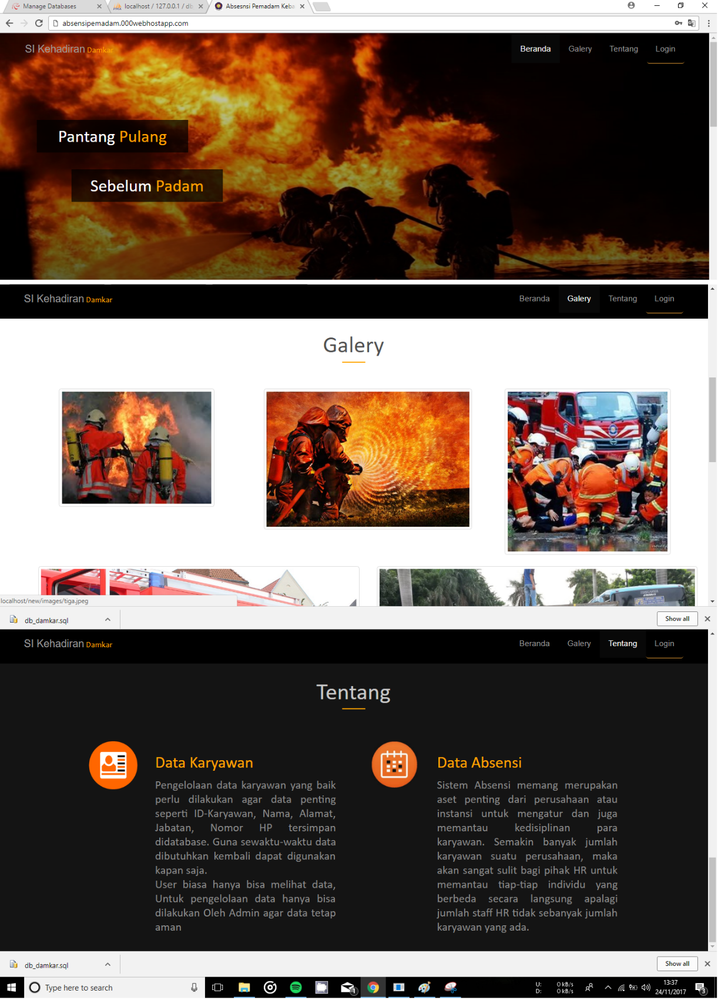 Manage Databases
localhost / 127.0.0.1 / db
Absesnsi Pemadam Keba
absensipemadam.000webhostapp.com
SI Kehadiran Damkar
Beranda Galery Tentang Login
Pantang Pulang
Sebelum Padam
SI Kehadiran Damkar
Beranda Galery Tentang Login
Galery
localhost/new/images/tiga.jpeg
db_damkar.sql
Show all
SI Kehadiran Damkar
Beranda Galery Tentang Login
Tentang
Data Karyawan
Pengelolaan data karyawan yang baik
perlu dilakukan agar data penting
seperti ID-Karyawan, Nama, Alamat,
Jabatan, Nomor HP tersimpan
didatabase. Guna sewaktu-waktu data
dibutuhkan kembali dapat digunakan
kapan saja.
User biasa hanya bisa melihat data,
Untuk pengelolaan data hanya bisa
dilakukan Oleh Admin agar data tetap
aman
Data Absensi
Sistem Absensi memang merupakan
aset penting dari perusahaan atau
instansi untuk mengatur dan juga
memantau kedisiplinan para
karyawan. Semakin banyak jumlah
karyawan suatu perusahaan, maka
akan sangat sulit bagi pihak HR untuk
memantau tiap-tiap individu yang
berbeda secara langsung apalagi
jumlah staff HR tidak sebanyak jumlah
karyawan yang ada.
db_damkar.sql
Show all
Type here to search
1
U: 0 kB/s
D: 0 kB/s
13:37
24/11/2017
3